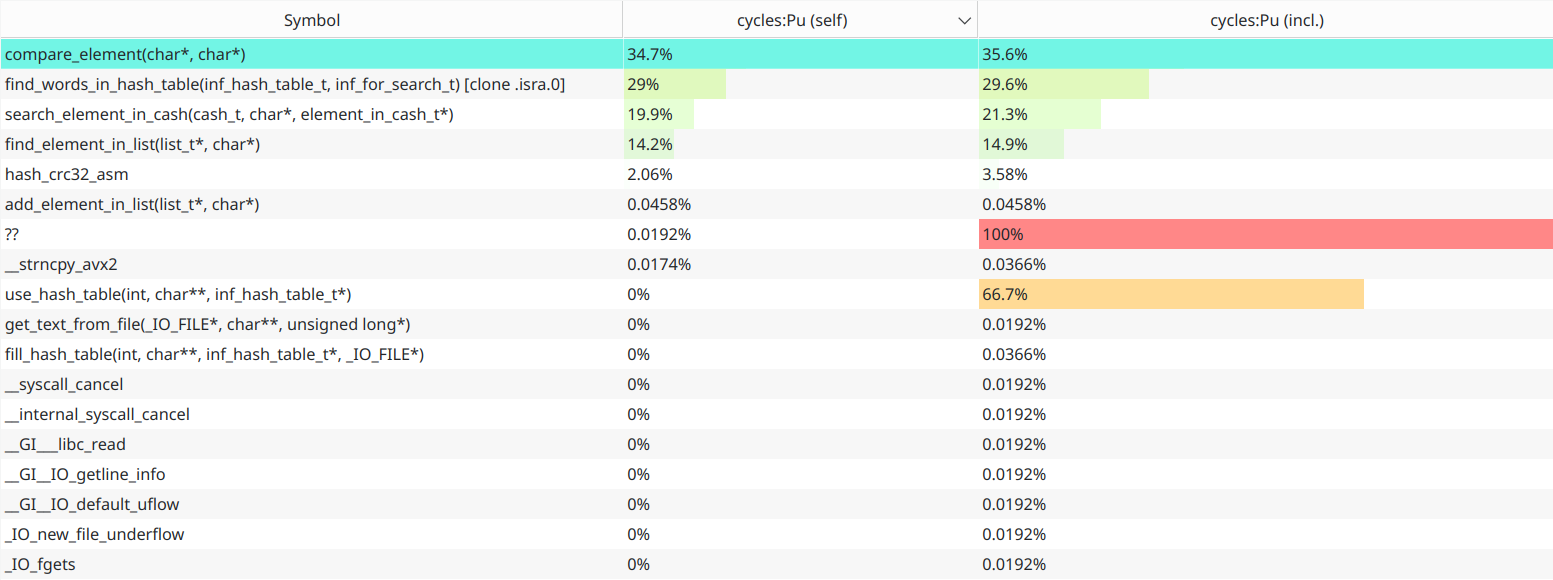 Symbol cycles:Pu (self) cycles:Pu (incl.)
compare_element(char*, char*) 34.7% 35.6%
find_words_in_hash_table(inf_hash_table_t, inf_for_search_t) [clone .isra.0] 29% 29.6%
search_element_in_cash(cash_t, char*, element_in_cash_t*) 19.9% 21.3%
find_element_in_list(list_t*, char*) 14.2% 14.9%
hash_crc32_asm 2.06% 3.58%
add_element_in_list(list_t*, char*) 0.0458% 0.0458%
?? 0.0192% 100%
__strncpy_avx2 0.0174% 0.0366%
use_hash_table(int, char**, inf_hash_table_t*) 0% 66.7%
get_text_from_file(_IO_FILE*, char**, unsigned long*) 0% 0.0192%
fill_hash_table(int, char**, inf_hash_table_t*, _IO_FILE*) 0% 0.0366%
__syscall_cancel 0% 0.0192%
__internal_syscall_cancel 0% 0.0192%
__GI___libc_read 0% 0.0192%
__GI__IO_getline_info 0% 0.0192%
__GI__IO_default_uflow 0% 0.0192%
_IO_new_file_underflow 0% 0.0192%
_IO_fgets 0% 0.0192%